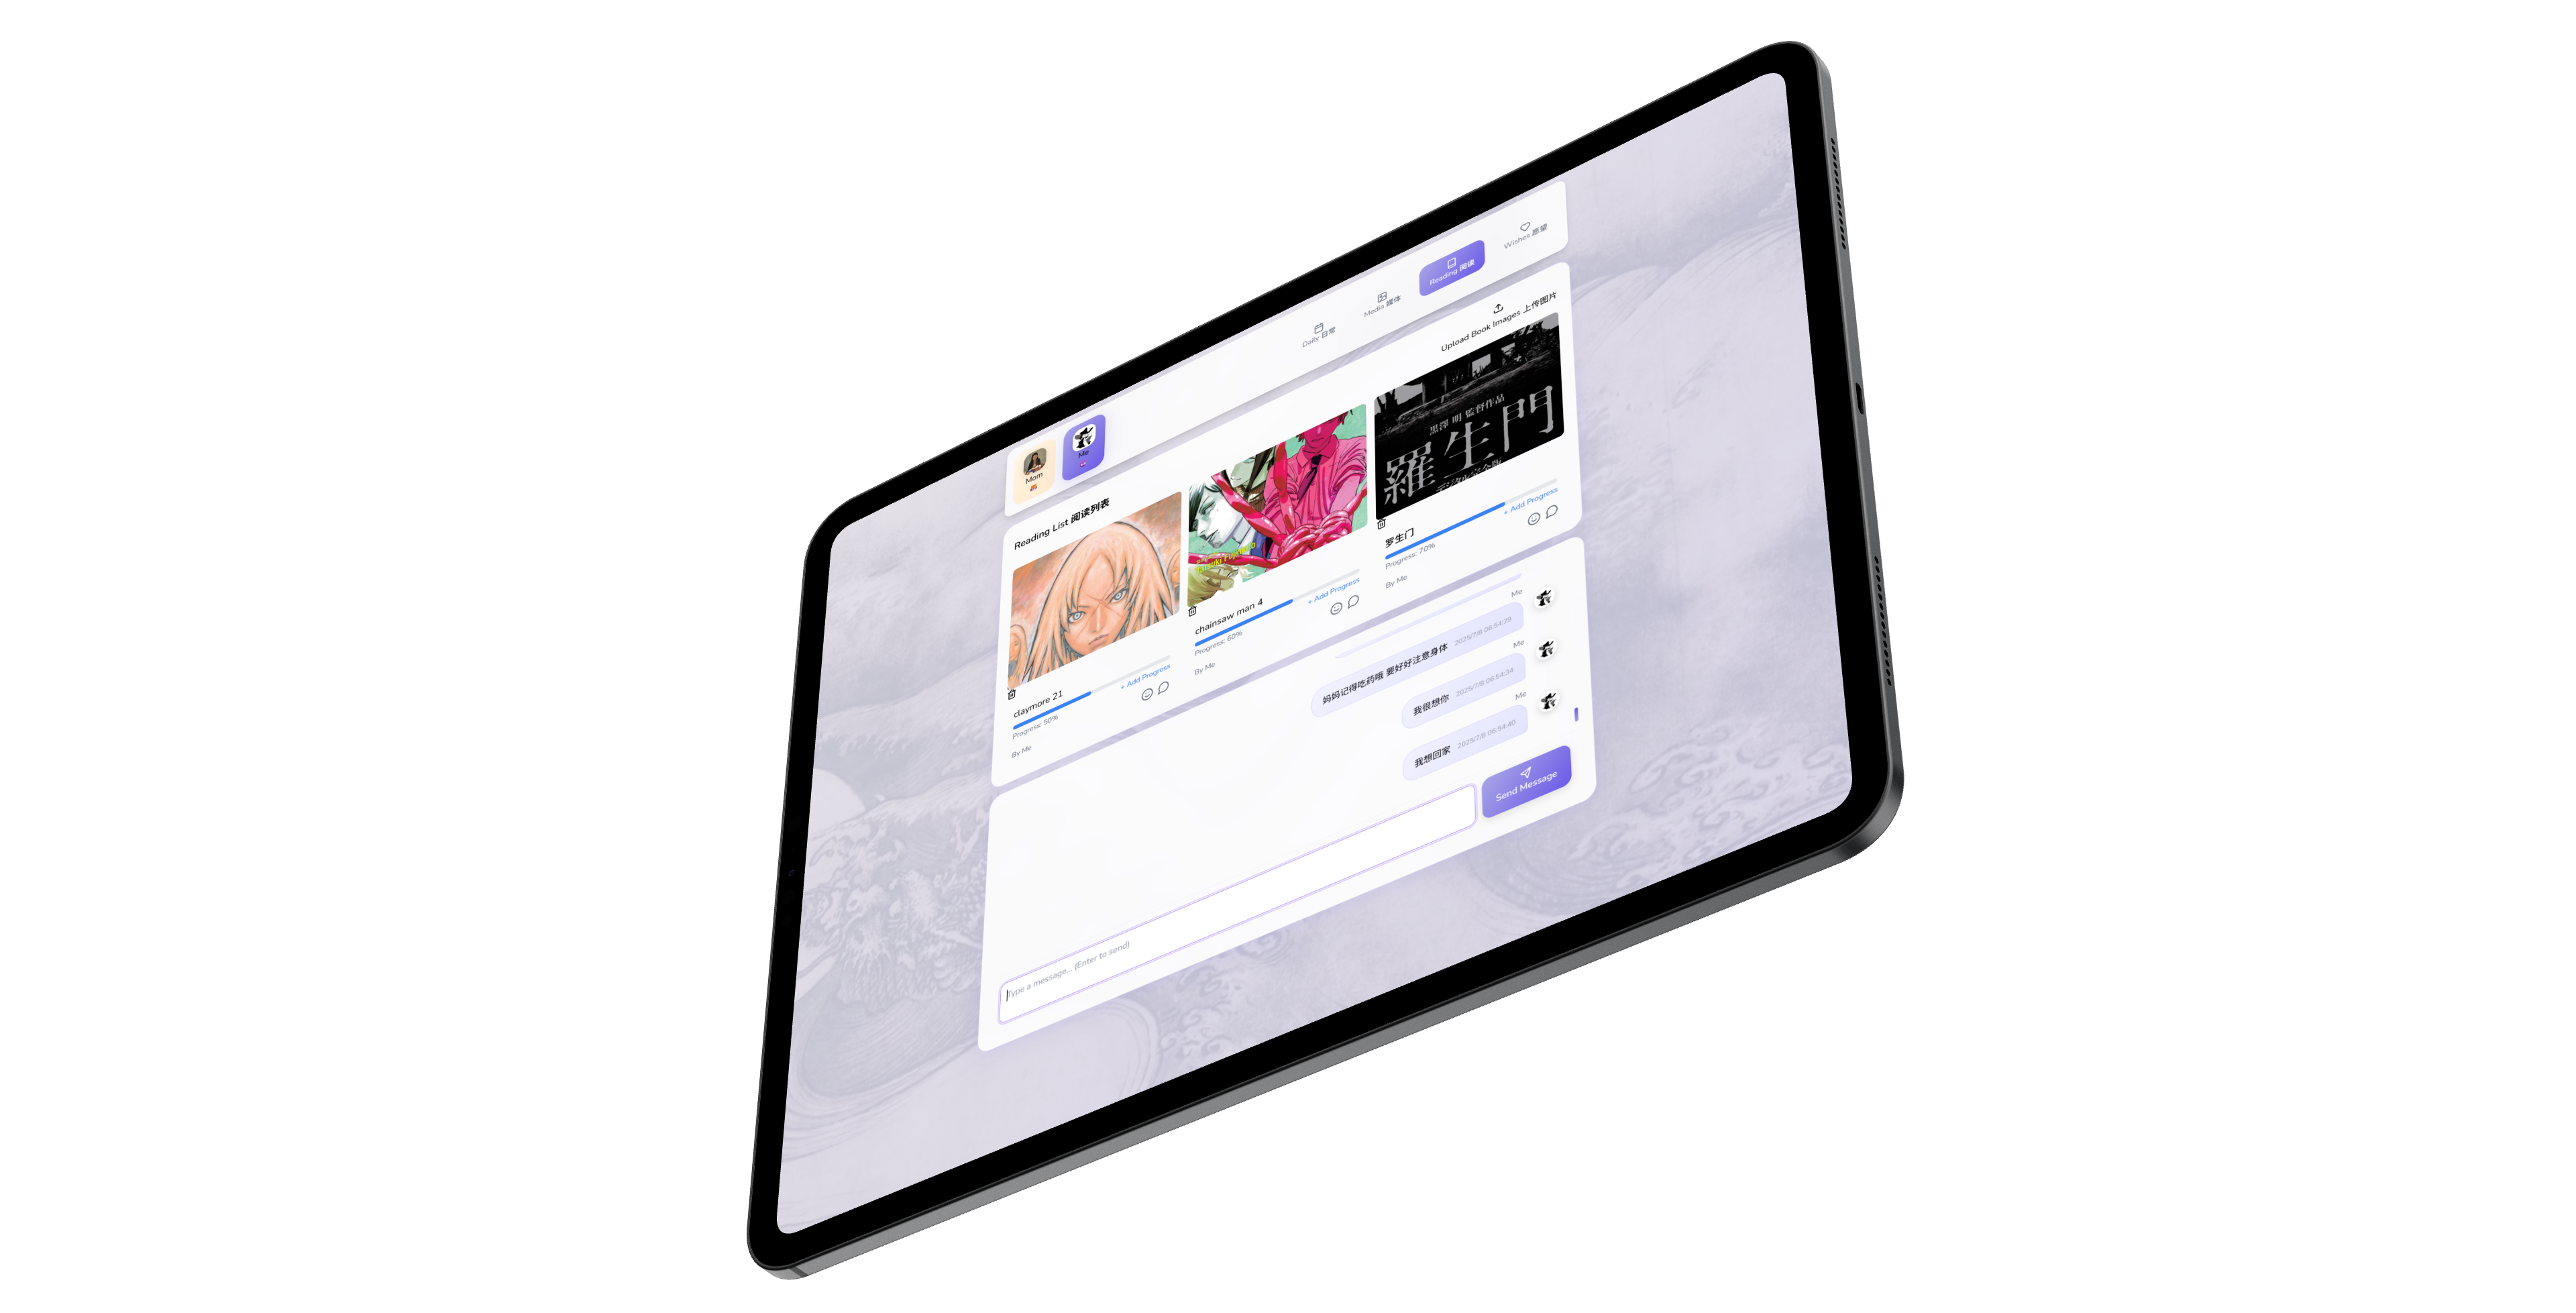 Mom
Me
Daily 日常
Media 媒体
Reading 阅读
Wishes 愿望
Reading List 阅读列表
Upload Book Images 上传图片
claymore 21
Progress: 50%
+ Add Progress
By Me
chainsaw man 4
Progress: 60%
+ Add Progress
By Me
黒澤 明 監督作品
羅生門
罗生门
Progress: 70%
+ Add Progress
By Me
Me
妈妈记得吃药哦 要好好注意身体 2025/7/8 06:54:29
Me
我很想你 2025/7/8 06:54:34
Me
我想回家 2025/7/8 06:54:40
Type a message... (Enter to send)
Send Message